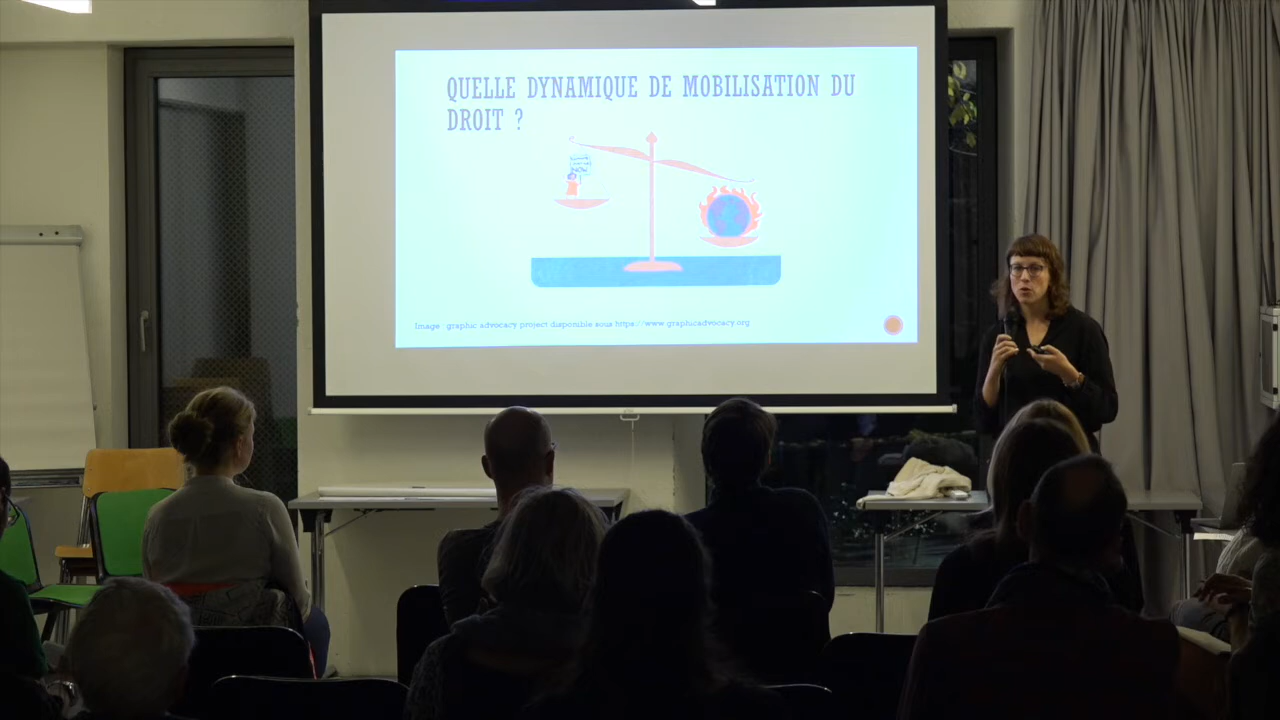 QUELLE DYNAMIQUE DE MOBILISATION DU
DROIT ?
Image : graphic advocacy project disponible sous https://www.graphicadvocacy.org